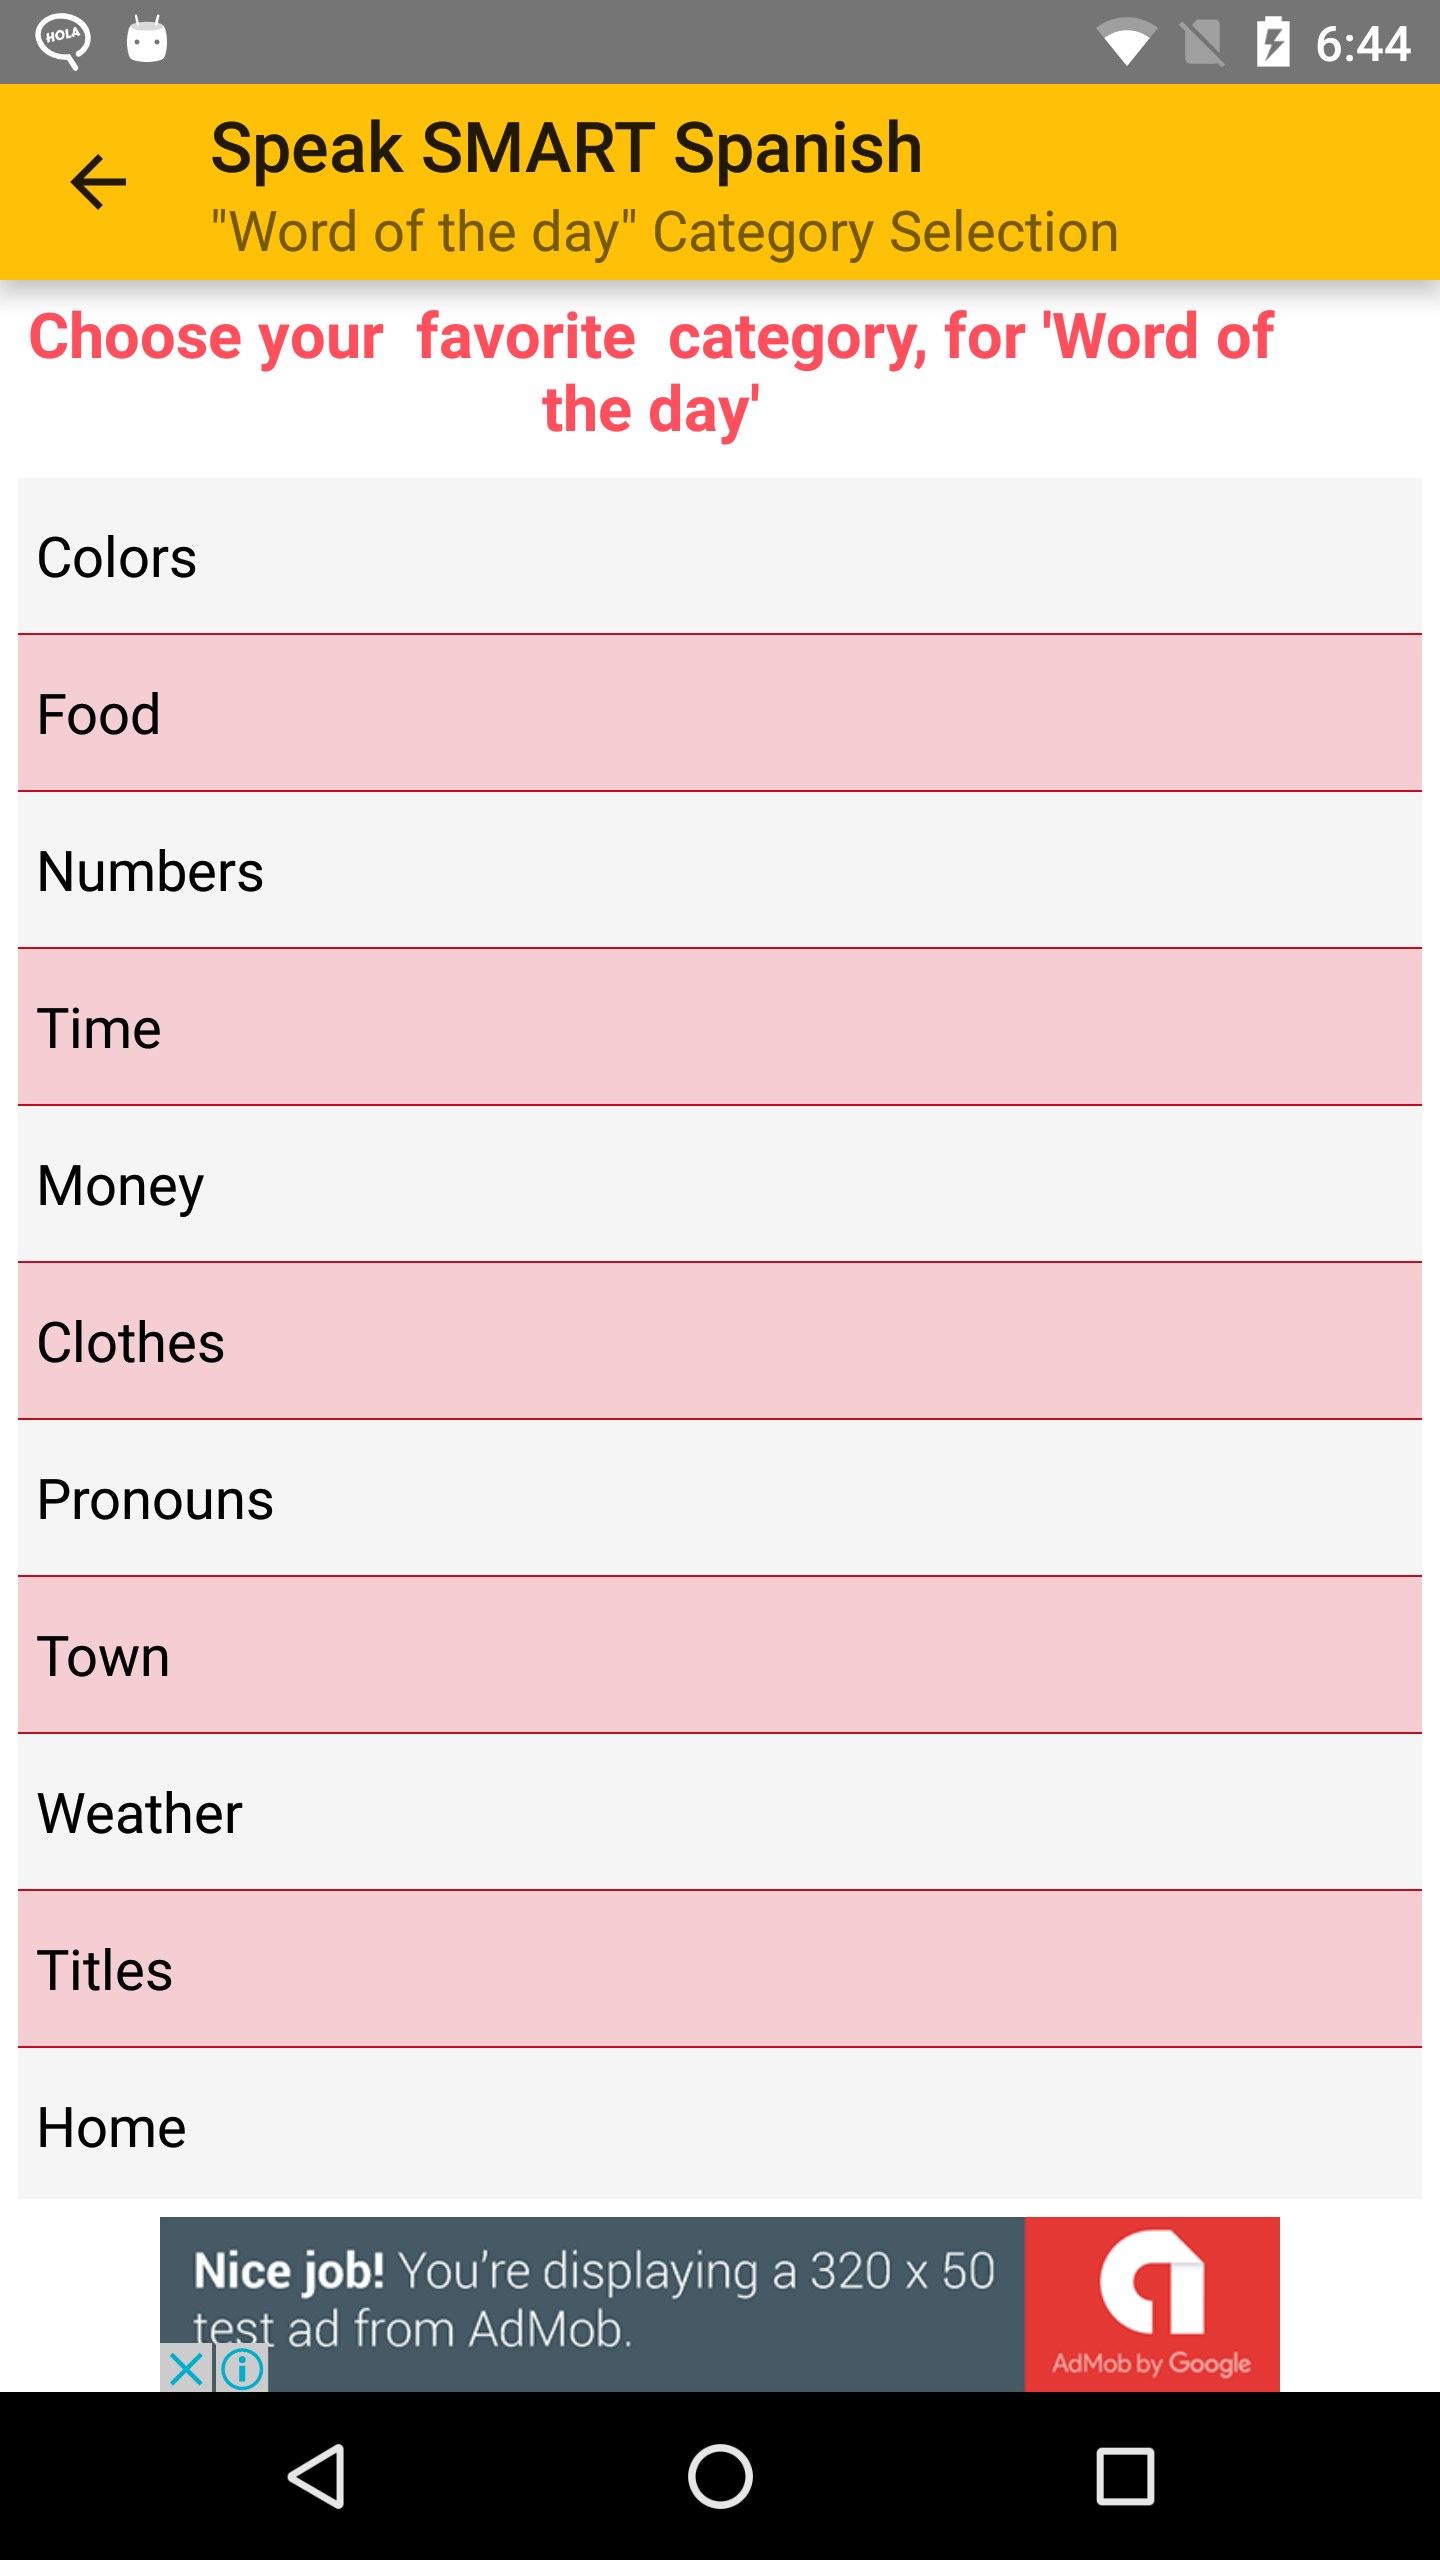 HOLA
6:44
Speak SMART Spanish
"Word of the day" Category Selection
Choose your  favorite  category, for 'Word of
the day'
Colors
Food
Numbers
Time
Money
Clothes
Pronouns
Town
Weather
Titles
Home
Nice job! You're displaying a 320 x 50
test ad from AdMob.
AdMob by Google